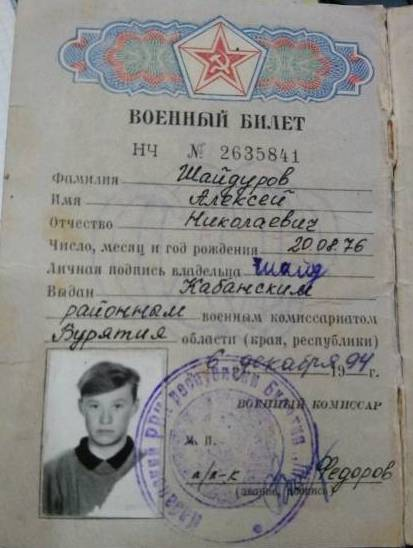 ВОЕННЫЙ БИЛЕТ
НЧ № 2635841
Фамилия Шайдуров
Имя Алексей
Отчество Николаевич
Число, месяц и год рождения 20.08.76
Личная подпись владельца Шайд
Выдан Кабанским
районным военным комиссариатом
Бурятия области (края, республики)
6 декабря 1994 г.
ВОЕННЫЙ КОМИССАР
М. П.
п/п-к Федоров
(звание, подпись)